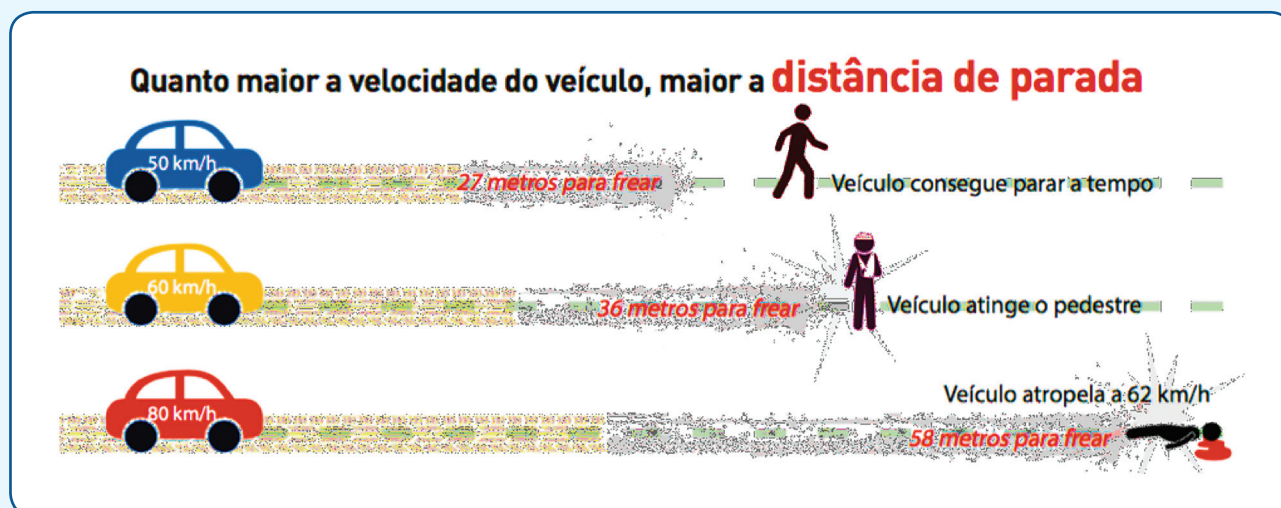 Quanto maior a velocidade do veículo, maior a distância de parada
50 km/h
27 metros para frear
Veículo consegue parar a tempo
60 km/h
36 metros para frear
Veículo atinge o pedestre
Veículo atropela a 62 km/h
80 km/h
58 metros para frear